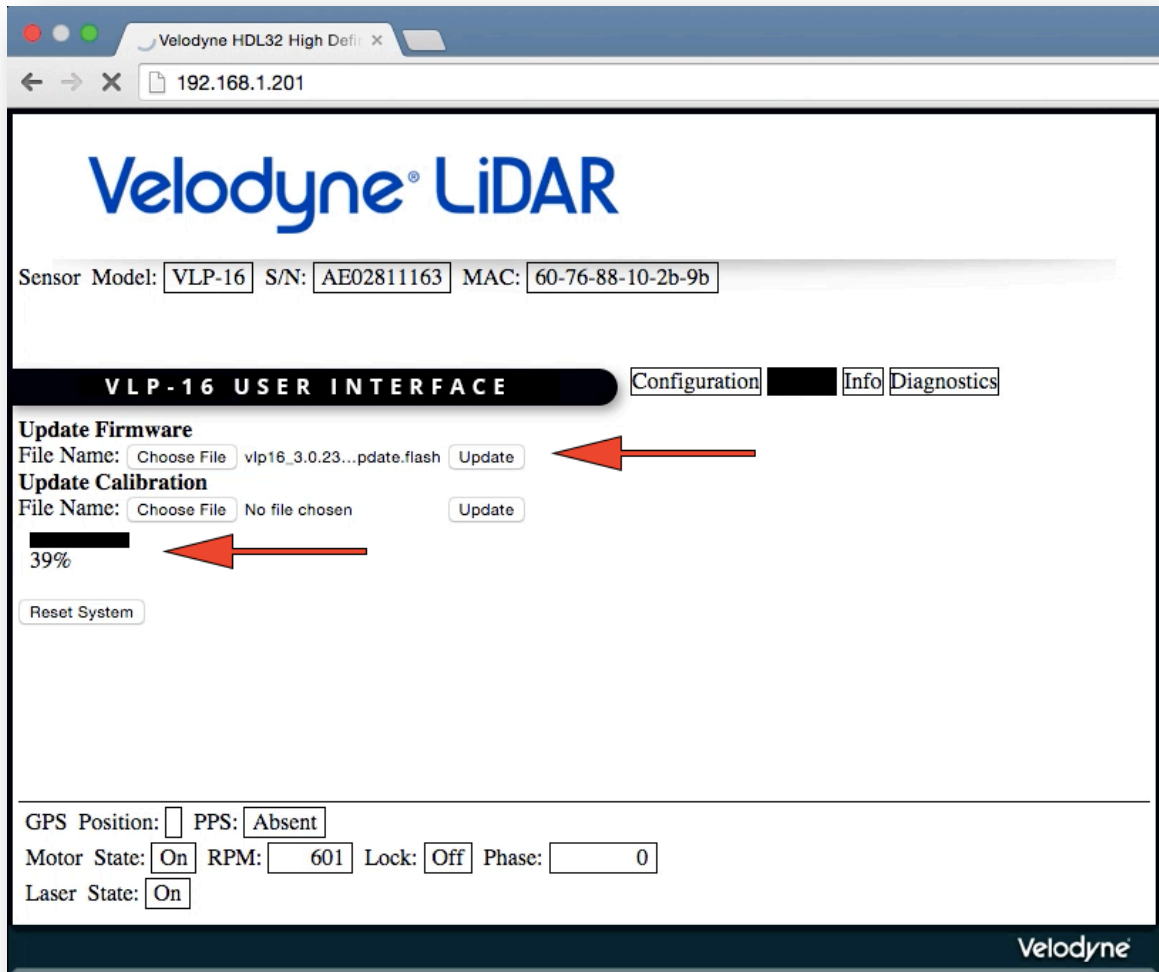 Velodyne HDL32 High Defin
192.168.1.201
Velodyne® LiDAR
Sensor Model: VLP-16 S/N: AE02811163 MAC: 60-76-88-10-2b-9b
VLP-16 USER INTERFACE Configuration Info Diagnostics
Update Firmware
File Name: Choose File vlp16_3.0.23...pdate.flash Update
Update Calibration
File Name: Choose File No file chosen Update
39%
Reset System
GPS Position: PPS: Absent
Motor State: On RPM: 601 Lock: Off Phase: 0
Laser State: On
Velodyne